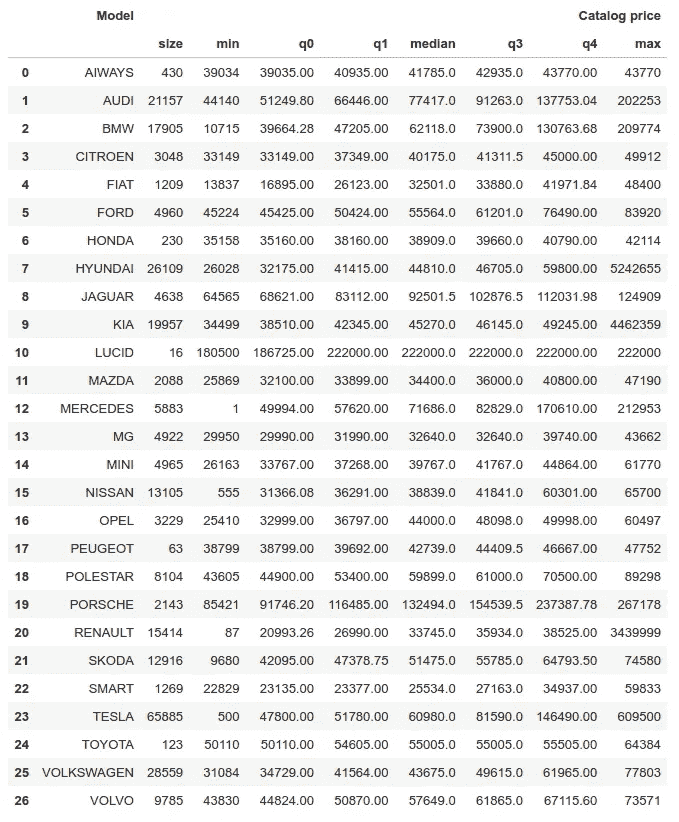 Model Catalog price
size min q0 q1 median q3 q4 max
0 AIWAYS 430 39034 39035.00 40935.00 41785.0 42935.0 43770.00 43770
1 AUDI 21157 44140 51249.80 66446.00 77417.0 91263.0 137753.04 202253
2 BMW 17905 10715 39664.28 47205.00 62118.0 73900.0 130763.68 209774
3 CITROEN 3048 33149 33149.00 37349.00 40175.0 41311.5 45000.00 49912
4 FIAT 1209 13837 16895.00 26123.00 32501.0 33880.0 41971.84 48400
5 FORD 4960 45224 45425.00 50424.00 55564.0 61201.0 76490.00 83920
6 HONDA 230 35158 35160.00 38160.00 38909.0 39660.0 40790.00 42114
7 HYUNDAI 26109 26028 32175.00 41415.00 44810.0 46705.0 59800.00 5242655
8 JAGUAR 4638 64565 68621.00 83112.00 92501.5 102876.5 112031.98 124909
9 KIA 19957 34499 38510.00 42345.00 45270.0 46145.0 49245.00 4462359
10 LUCID 16 180500 186725.00 222000.00 222000.0 222000.0 222000.00 222000
11 MAZDA 2088 25869 32100.00 33899.00 34400.0 36000.0 40800.00 47190
12 MERCEDES 5883 1 49994.00 57620.00 71686.0 82829.0 170610.00 212953
13 MG 4922 29950 29990.00 31990.00 32640.0 32640.0 39740.00 43662
14 MINI 4965 26163 33767.00 37268.00 39767.0 41767.0 44864.00 61770
15 NISSAN 13105 555 31366.08 36291.00 38839.0 41841.0 60301.00 65700
16 OPEL 3229 25410 32999.00 36797.00 44000.0 48098.0 49998.00 60497
17 PEUGEOT 63 38799 38799.00 39692.00 42739.0 44409.5 46667.00 47752
18 POLESTAR 8104 43605 44900.00 53400.00 59899.0 61000.0 70500.00 89298
19 PORSCHE 2143 85421 91746.20 116485.00 132494.0 154539.5 237387.78 267178
20 RENAULT 15414 87 20993.26 26990.00 33745.0 35934.0 38525.00 3439999
21 SKODA 12916 9680 42095.00 47378.75 51475.0 55785.0 64793.50 74580
22 SMART 1269 22829 23135.00 23377.00 25534.0 27163.0 34937.00 59833
23 TESLA 65885 500 47800.00 51780.00 60980.0 81590.0 146490.00 609500
24 TOYOTA 123 50110 50110.00 54605.00 55005.0 55005.0 55505.00 64384
25 VOLKSWAGEN 28559 31084 34729.00 41564.00 43675.0 49615.0 61965.00 77803
26 VOLVO 9785 43830 44824.00 50870.00 57649.0 61865.0 67115.60 73571